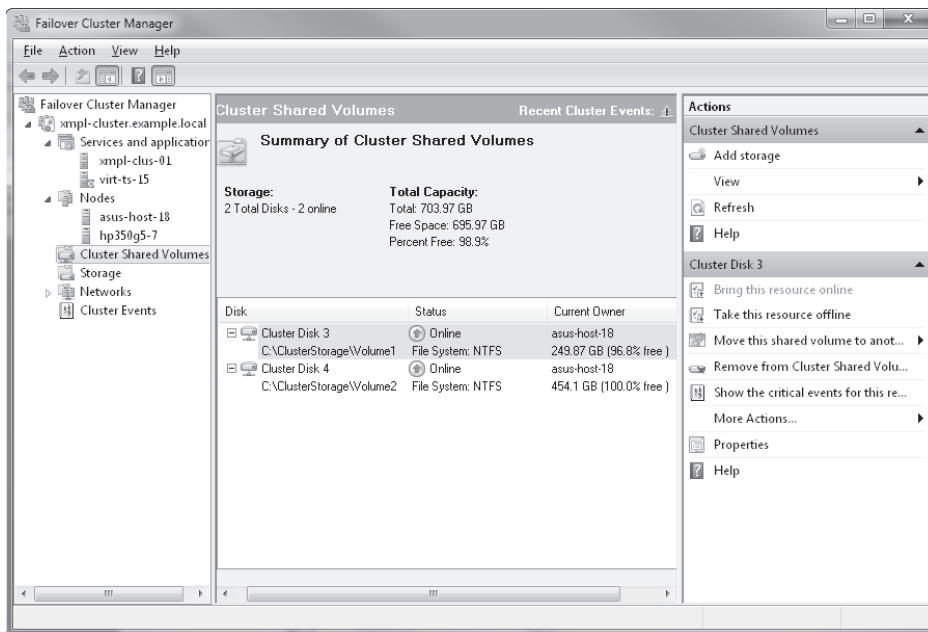 Failover Cluster Manager
File Action View Help
Failover Cluster Manager
xmpl-cluster.example.local
Services and application
xmpl-clus-01
virt-ts-15
Nodes
asus-host-18
hp350g5-7
Cluster Shared Volumes
Storage
Networks
Cluster Events
Cluster Shared Volumes Recent Cluster Events:
Summary of Cluster Shared Volumes
Storage: Total Capacity:
2 Total Disks - 2 online Total: 703.97 GB
Free Space: 695.97 GB
Percent Free: 98.9%
Disk Status Current Owner
Cluster Disk 3 Online asus-host-18
C:\ClusterStorage\Volume1 File System: NTFS 249.87 GB (96.8% free )
Cluster Disk 4 Online asus-host-18
C:\ClusterStorage\Volume2 File System: NTFS 454.1 GB (100.0% free )
Actions
Cluster Shared Volumes
Add storage
View
Refresh
Help
Cluster Disk 3
Bring this resource online
Take this resource offline
Move this shared volume to anot...
Remove from Cluster Shared Volu...
Show the critical events for this re...
More Actions...
Properties
Help